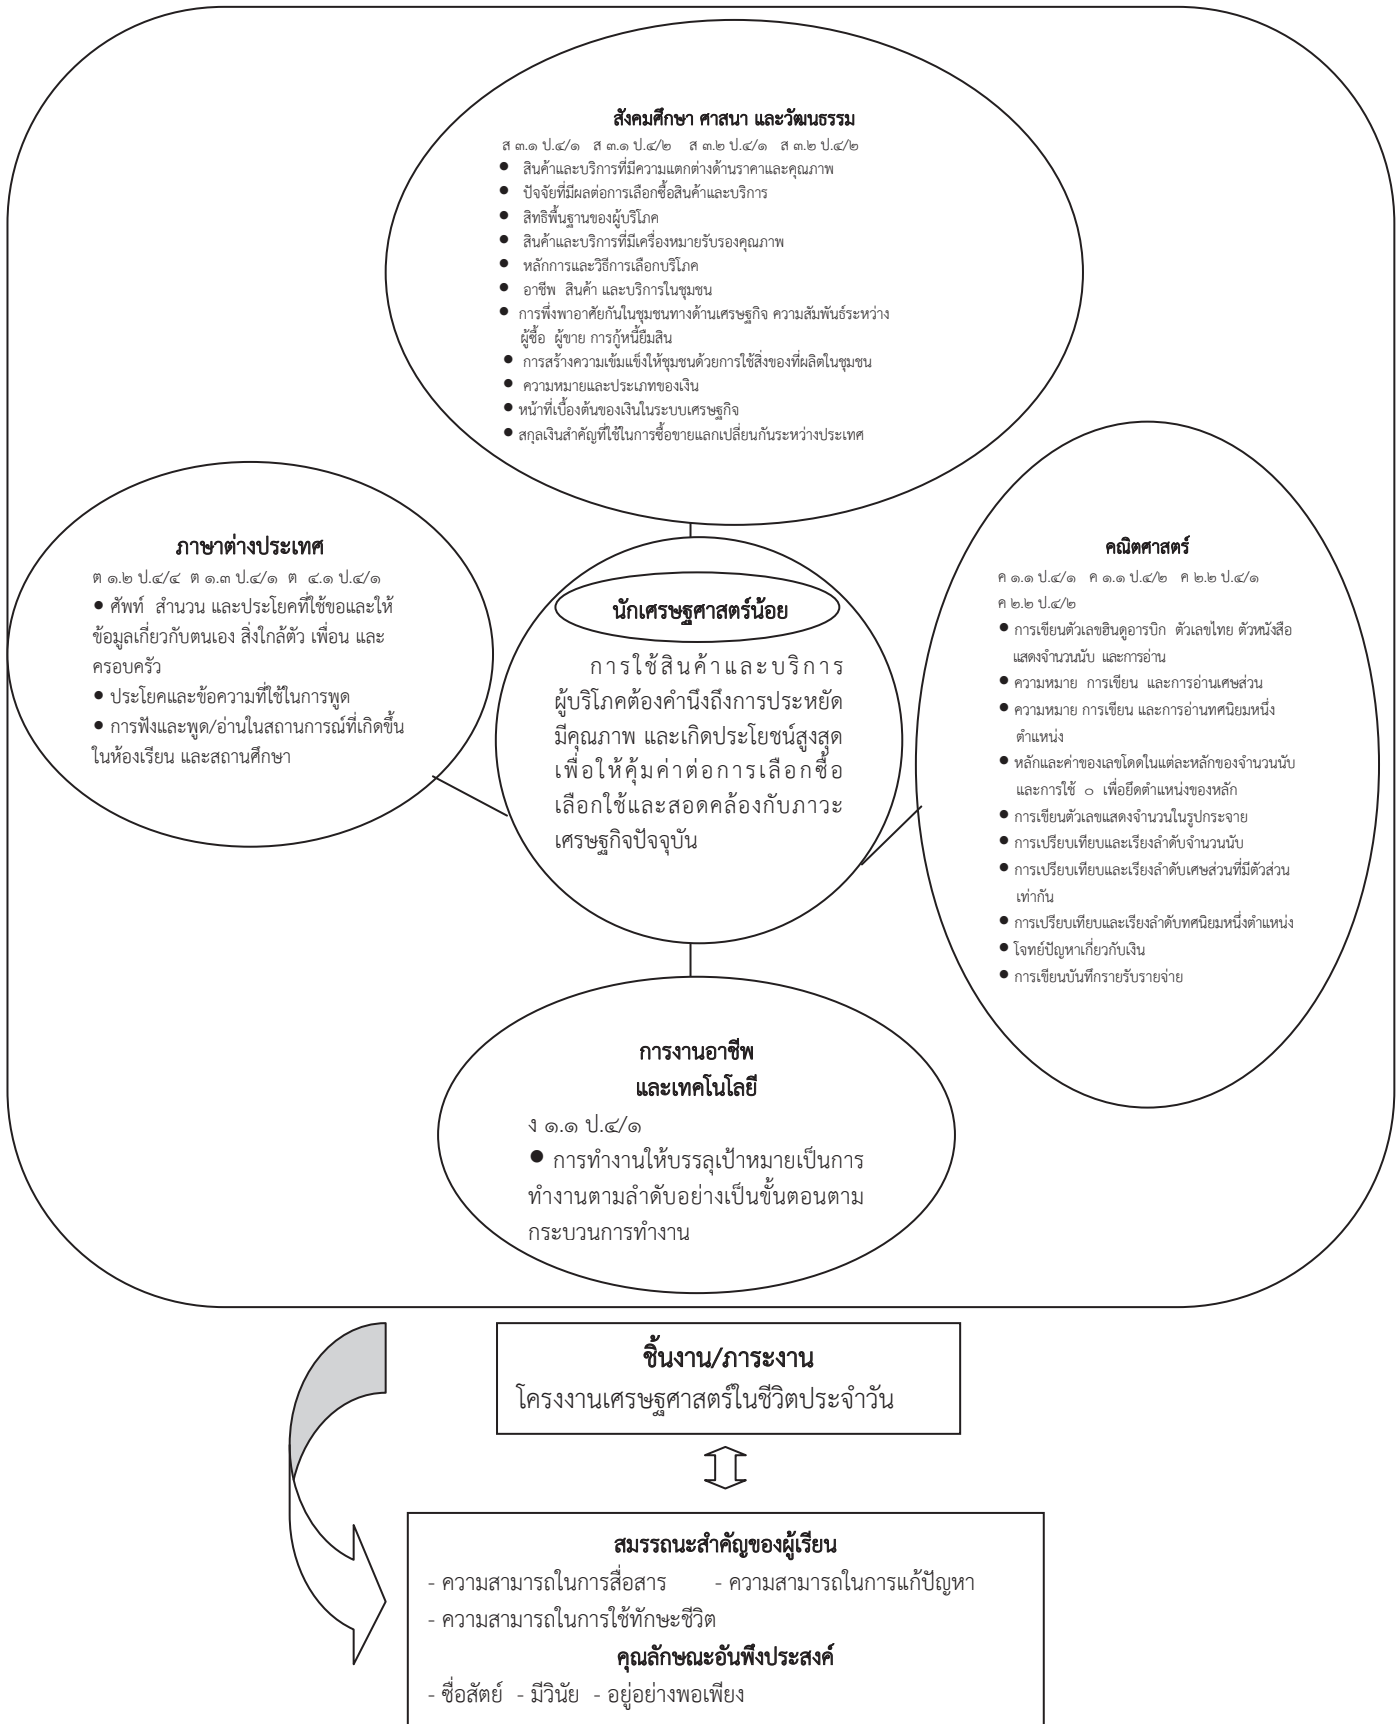 สังคมศึกษา ศาสนา และวัฒนธรรม
ส ๓.๑ ป.๔/๑ ส ๓.๑ ป.๔/๒ ส ๓.๒ ป.๔/๑ ส ๓.๒ ป.๔/๒
● สินค้าและบริการที่มีความแตกต่างด้านราคาและคุณภาพ
● ปัจจัยที่มีผลต่อการเลือกซื้อสินค้าและบริการ
● สิทธิพื้นฐานของผู้บริโภค
● สินค้าและบริการที่มีเครื่องหมายรับรองคุณภาพ
● หลักการและวิธีการเลือกบริโภค
● อาชีพ สินค้า และบริการในชุมชน
● การพึ่งพาอาศัยกันในชุมชนทางด้านเศรษฐกิจ ความสัมพันธ์ระหว่าง
ผู้ซื้อ ผู้ขาย การกู้หนี้ยืมสิน
● การสร้างความเข้มแข็งให้ชุมชนด้วยการใช้สิ่งของที่ผลิตในชุมชน
● ความหมายและประเภทของเงิน
● หน้าที่เบื้องต้นของเงินในระบบเศรษฐกิจ
● สกุลเงินสำคัญที่ใช้ในการซื้อขายแลกเปลี่ยนกันระหว่างประเทศ
ภาษาต่างประเทศ
ต ๑.๒ ป.๔/๔ ต ๑.๓ ป.๔/๑ ต ๔.๑ ป.๔/๑
● ศัพท์ สำนวน และประโยคที่ใช้ขอและให้
ข้อมูลเกี่ยวกับตนเอง สิ่งใกล้ตัว เพื่อน และ
ครอบครัว
● ประโยคและข้อความที่ใช้ในการพูด
● การฟังและพูด/อ่านในสถานการณ์ที่เกิดขึ้น
ในห้องเรียน และสถานศึกษา
นักเศรษฐศาสตร์น้อย
การใช้สินค้าและบริการ
ผู้บริโภคต้องคำนึงถึงการประหยัด
มีคุณภาพ และเกิดประโยชน์สูงสุด
เพื่อให้คุ้มค่าต่อการเลือกซื้อ
เลือกใช้และสอดคล้องกับภาวะ
เศรษฐกิจปัจจุบัน
คณิตศาสตร์
ค ๑.๑ ป.๔/๑ ค ๑.๑ ป.๔/๒ ค ๒.๒ ป.๔/๑
ค ๒.๒ ป.๔/๒
● การเขียนตัวเลขฮินดูอารบิก ตัวเลขไทย ตัวหนังสือ
แสดงจำนวนนับ และการอ่าน
● ความหมาย การเขียน และการอ่านเศษส่วน
● ความหมาย การเขียน และการอ่านทศนิยมหนึ่ง
ตำแหน่ง
● หลักและค่าของเลขโดดในแต่ละหลักของจำนวนนับ
และการใช้ ๐ เพื่อยึดตำแหน่งของหลัก
● การเขียนตัวเลขแสดงจำนวนในรูปกระจาย
● การเปรียบเทียบและเรียงลำดับจำนวนนับ
● การเปรียบเทียบและเรียงลำดับเศษส่วนที่มีตัวส่วน
เท่ากัน
● การเปรียบเทียบและเรียงลำดับทศนิยมหนึ่งตำแหน่ง
● โจทย์ปัญหาเกี่ยวกับเงิน
● การเขียนบันทึกรายรับรายจ่าย
การงานอาชีพ
และเทคโนโลยี
ง ๑.๑ ป.๔/๑
● การทำงานให้บรรลุเป้าหมายเป็นการ
ทำงานตามลำดับอย่างเป็นขั้นตอนตาม
กระบวนการทำงาน
ชิ้นงาน/ภาระงาน
โครงงานเศรษฐศาสตร์ในชีวิตประจำวัน
สมรรถนะสำคัญของผู้เรียน
- ความสามารถในการสื่อสาร - ความสามารถในการแก้ปัญหา
- ความสามารถในการใช้ทักษะชีวิต
คุณลักษณะอันพึงประสงค์
- ซื่อสัตย์ - มีวินัย - อยู่อย่างพอเพียง